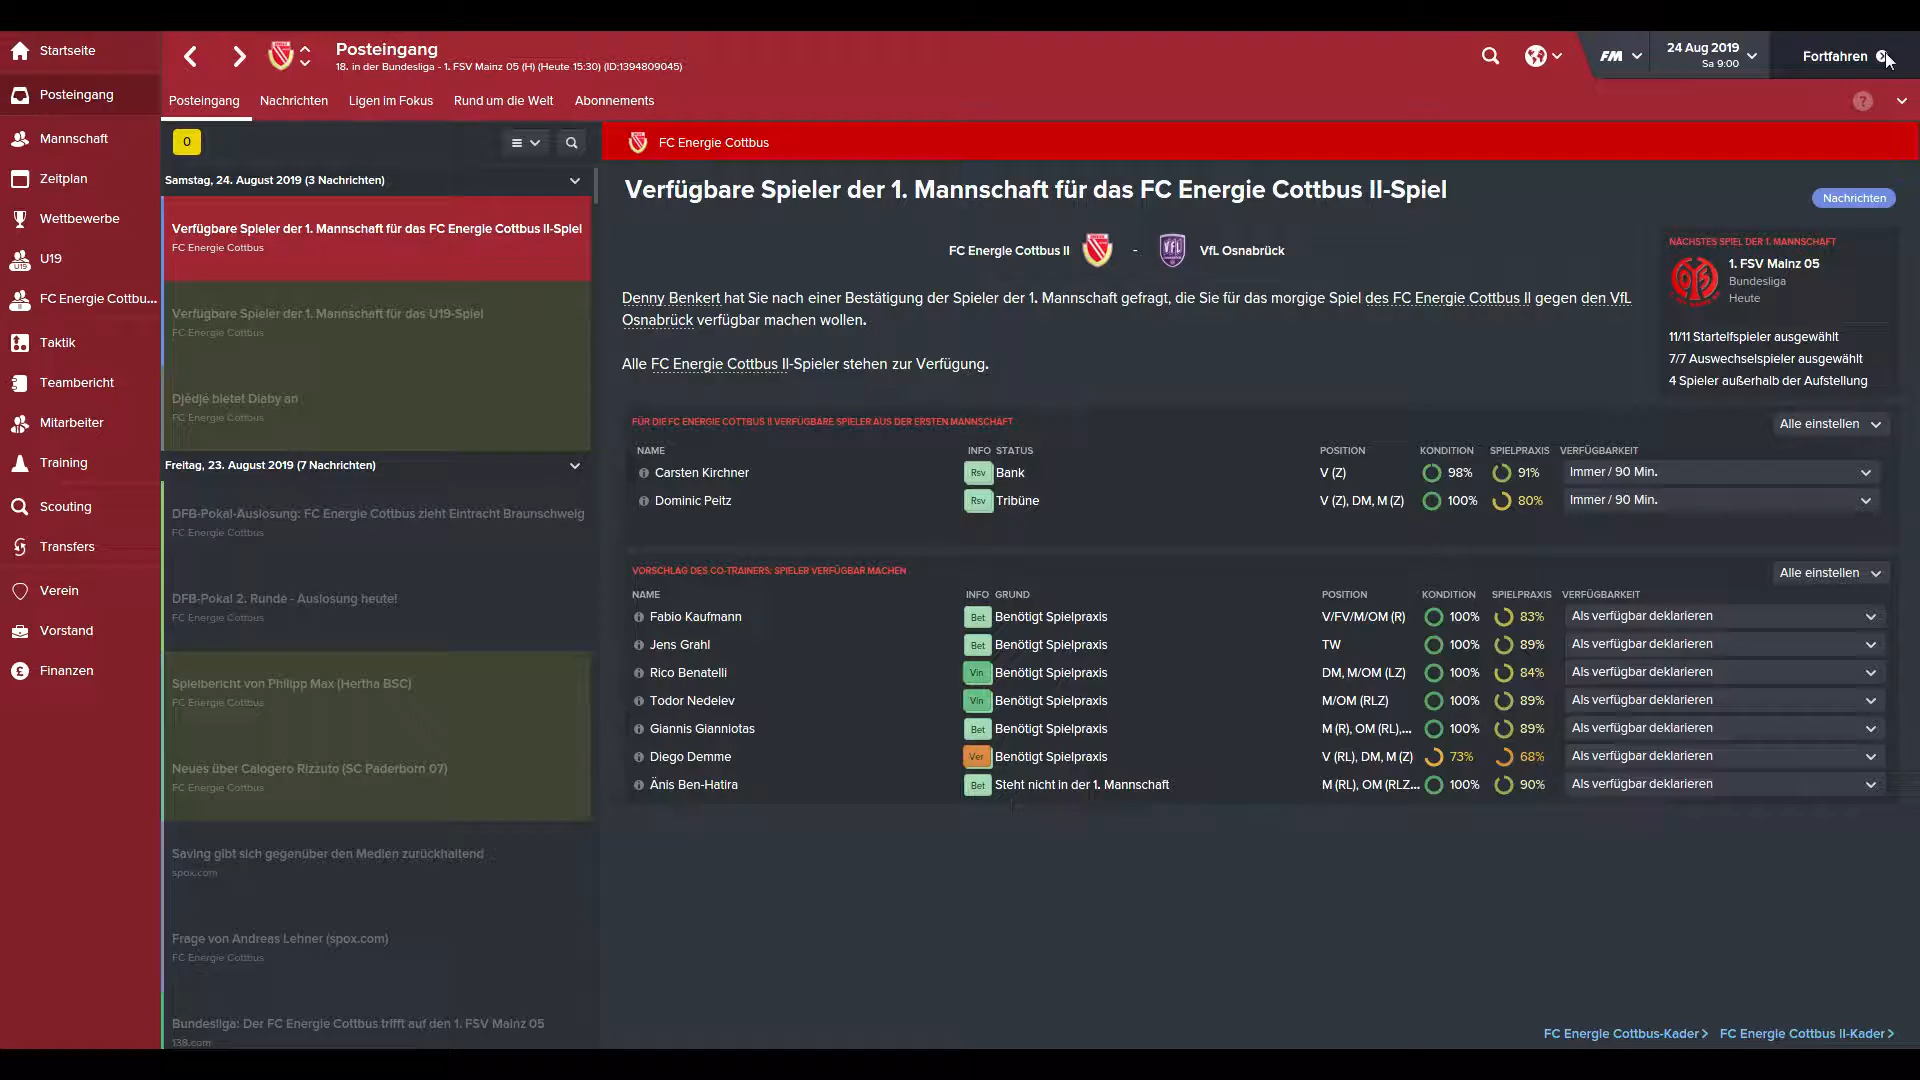 Startseite
Posteingang
Mannschaft
Zeitplan
Wettbewerbe
U19
FC Energie Cottbu...
Taktik
Teambericht
Mitarbeiter
Training
Scouting
Transfers
Verein
Vorstand
Finanzen
Posteingang
18. in der Bundesliga - 1. FSV Mainz 05 (H) (Heute 15:30) (ID:1394809045)
FM
24 Aug 2019
Sa 9:00
Fortfahren
Posteingang Nachrichten Ligen im Fokus Rund um die Welt Abonnements
0
Samstag, 24. August 2019 (3 Nachrichten)
Verfügbare Spieler der 1. Mannschaft für das FC Energie Cottbus II-Spiel
FC Energie Cottbus
Verfügbare Spieler der 1. Mannschaft für das U19-Spiel
FC Energie Cottbus
Djédjé bietet Diaby an
FC Energie Cottbus
Freitag, 23. August 2019 (7 Nachrichten)
DFB-Pokal-Auslosung: FC Energie Cottbus zieht Eintracht Braunschweig
FC Energie Cottbus
DFB-Pokal 2. Runde - Auslosung heute!
FC Energie Cottbus
Spielbericht von Philipp Max (Hertha BSC)
FC Energie Cottbus
Neues über Calogero Rizzuto (SC Paderborn 07)
FC Energie Cottbus
Saving gibt sich gegenüber den Medien zurückhaltend
spox.com
Frage von Andreas Lehner (spox.com)
FC Energie Cottbus
Bundesliga: Der FC Energie Cottbus trifft auf den 1. FSV Mainz 05
138.com
FC Energie Cottbus
Verfügbare Spieler der 1. Mannschaft für das FC Energie Cottbus II-Spiel
Nachrichten
FC Energie Cottbus II - VfL Osnabrück
Denny Benkert hat Sie nach einer Bestätigung der Spieler der 1. Mannschaft gefragt, die Sie für das morgige Spiel des FC Energie Cottbus II gegen den VfL
Osnabrück verfügbar machen wollen.
Alle FC Energie Cottbus II-Spieler stehen zur Verfügung.
NÄCHSTES SPIEL DER 1. MANNSCHAFT
1. FSV Mainz 05
Bundesliga
Heute
11/11 Startelfspieler ausgewählt
7/7 Auswechselspieler ausgewählt
4 Spieler außerhalb der Aufstellung
FÜR DIE FC ENERGIE COTTBUS II VERFÜGBARE SPIELER AUS DER ERSTEN MANNSCHAFT
Alle einstellen
NAME INFO STATUS POSITION KONDITION SPIELPRAXIS VERFÜGBARKEIT
Carsten Kirchner Rsv Bank V (Z) 98% 91% Immer / 90 Min.
Dominic Peitz Rsv Tribüne V (Z), DM, M (Z) 100% 80% Immer / 90 Min.
VORSCHLAG DES CO-TRAINERS: SPIELER VERFÜGBAR MACHEN
Alle einstellen
NAME INFO GRUND POSITION KONDITION SPIELPRAXIS VERFÜGBARKEIT
Fabio Kaufmann Bet Benötigt Spielpraxis V/FV/M/OM (R) 100% 83% Als verfügbar deklarieren
Jens Grahl Bet Benötigt Spielpraxis TW 100% 89% Als verfügbar deklarieren
Rico Benatelli Vin Benötigt Spielpraxis DM, M/OM (LZ) 100% 84% Als verfügbar deklarieren
Todor Nedelev Vin Benötigt Spielpraxis M/OM (RLZ) 100% 89% Als verfügbar deklarieren
Giannis Gianniotas Bet Benötigt Spielpraxis M (R), OM (RL),... 100% 89% Als verfügbar deklarieren
Diego Demme Ver Benötigt Spielpraxis V (RL), DM, M (Z) 73% 68% Als verfügbar deklarieren
Änis Ben-Hatira Bet Steht nicht in der 1. Mannschaft M (RL), OM (RLZ... 100% 90% Als verfügbar deklarieren
FC Energie Cottbus-Kader FC Energie Cottbus II-Kader